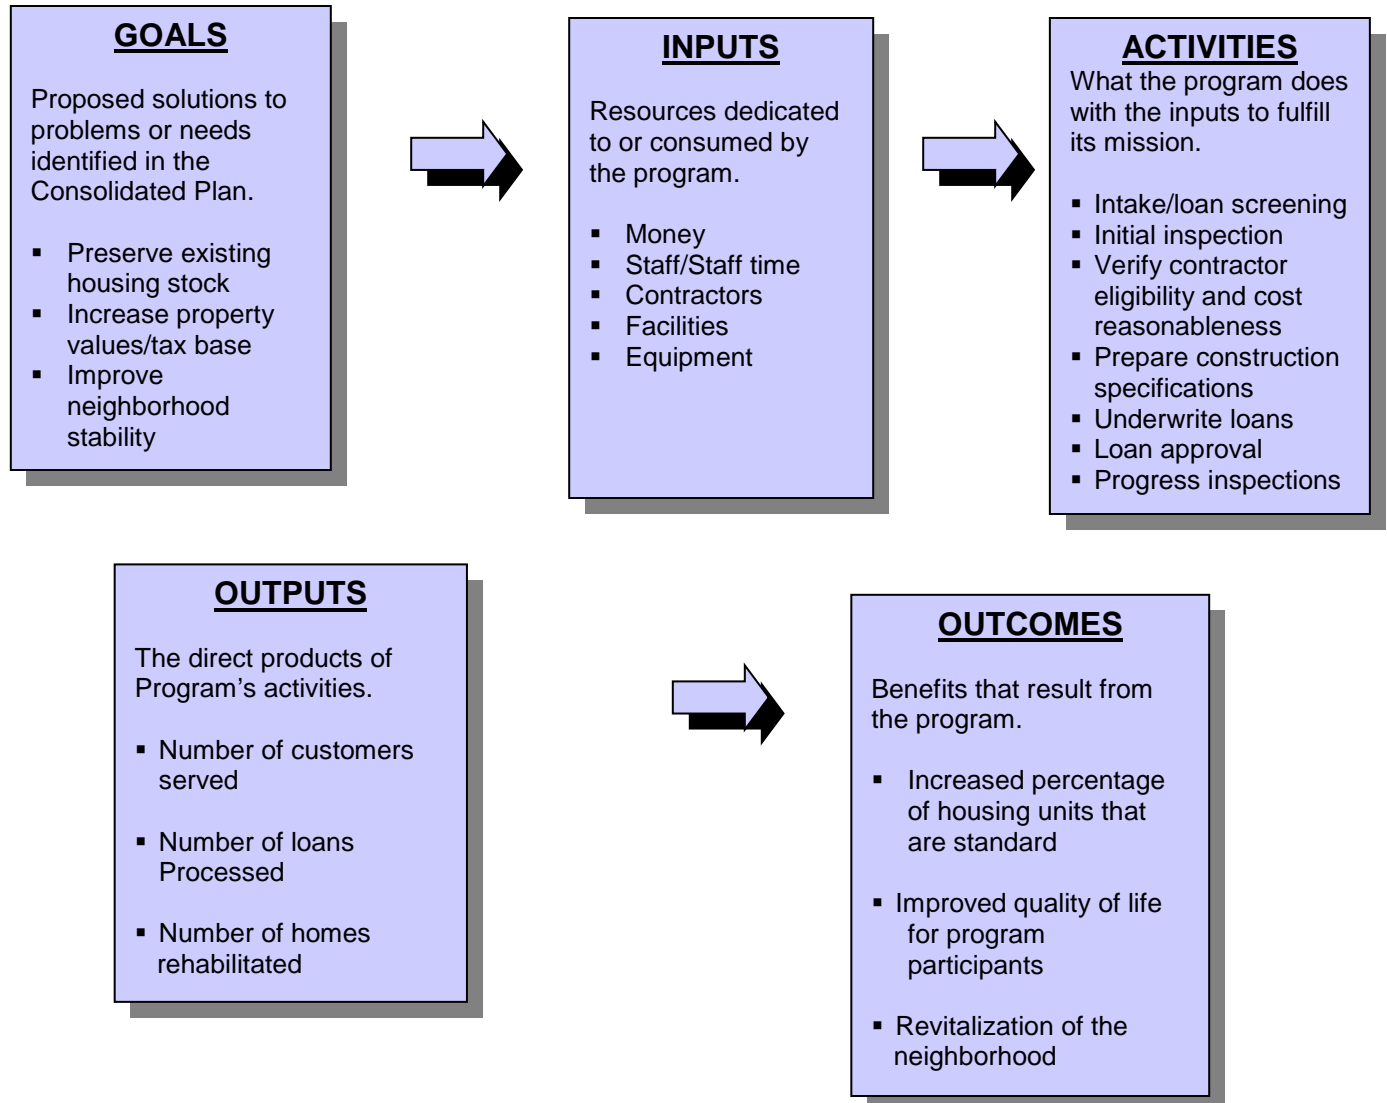 GOALS
Proposed solutions to
problems or needs
identified in the
Consolidated Plan.
▪ Preserve existing
housing stock
▪ Increase property
values/tax base
▪ Improve
neighborhood
stability
INPUTS
Resources dedicated
to or consumed by
the program.
▪ Money
▪ Staff/Staff time
▪ Contractors
▪ Facilities
▪ Equipment
ACTIVITIES
What the program does
with the inputs to fulfill
its mission.
▪ Intake/loan screening
▪ Initial inspection
▪ Verify contractor
eligibility and cost
reasonableness
▪ Prepare construction
specifications
▪ Underwrite loans
▪ Loan approval
▪ Progress inspections
OUTPUTS
The direct products of
Program’s activities.
▪ Number of customers
served
▪ Number of loans
Processed
▪ Number of homes
rehabilitated
OUTCOMES
Benefits that result from
the program.
▪ Increased percentage
of housing units that
are standard
▪ Improved quality of life
for program
participants
▪ Revitalization of the
neighborhood